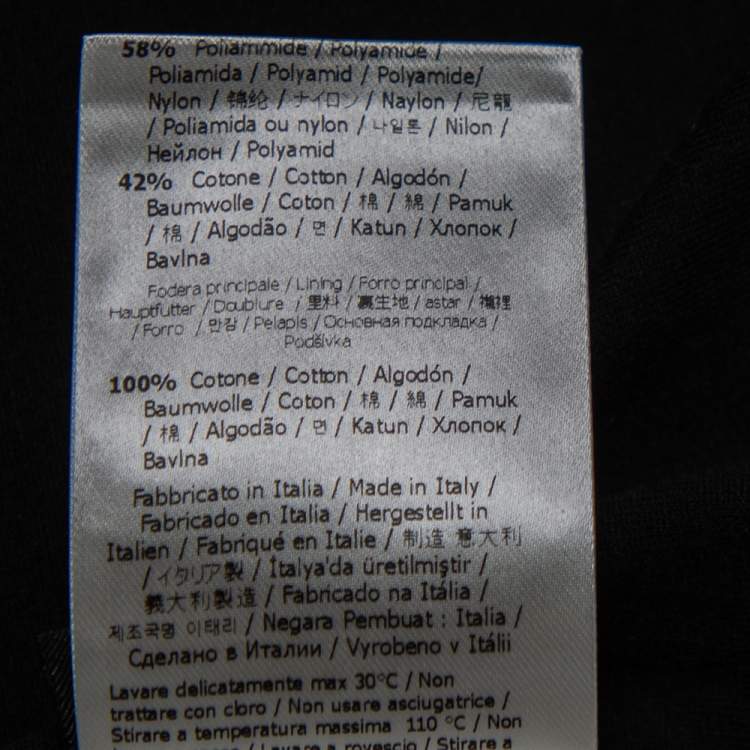 58% Poliammide / Polyamide /
Poliamida / Polyamid / Polyamide/
Nylon / 锦纶 / ナイロン / Naylon / 尼龍
/ Poliamida ou nylon / 나일론 / Nilon /
Нейлон / Polyamid
42% Cotone / Cotton / Algodón /
Baumwolle / Coton / 棉 / 綿 / Pamuk
/ 棉 / Algodão / 면 / Katun / Хлопок /
Bavlna
Fodera principale / Lining / Forro principal /
Hauptfutter / Doublure / 里料 / 裏生地 / astar / 襯裡
/ Forro / 안감 / Pelapis / Основная подкладка /
Podšívka
100% Cotone / Cotton / Algodón /
Baumwolle / Coton / 棉 / 綿 / Pamuk
/ 棉 / Algodão / 면 / Katun / Хлопок /
Bavlna
Fabbricato in Italia / Made in Italy /
Fabricado en Italia / Hergestellt in
Italien / Fabriqué en Italie / 制造 意大利
/ イタリア製 / İtalya'da üretilmiştir /
義大利製造 / Fabricado na Itália /
제조국명 이태리 / Negara Pembuat : Italia /
Сделано в Италии / Vyrobeno v Itálii
Lavare delicatamente max 30°C / Non
trattare con cloro / Non usare asciugatrice /
Stirare a temperatura massima 110 °C / Non
/ Lavare a rovescio / Stirare a